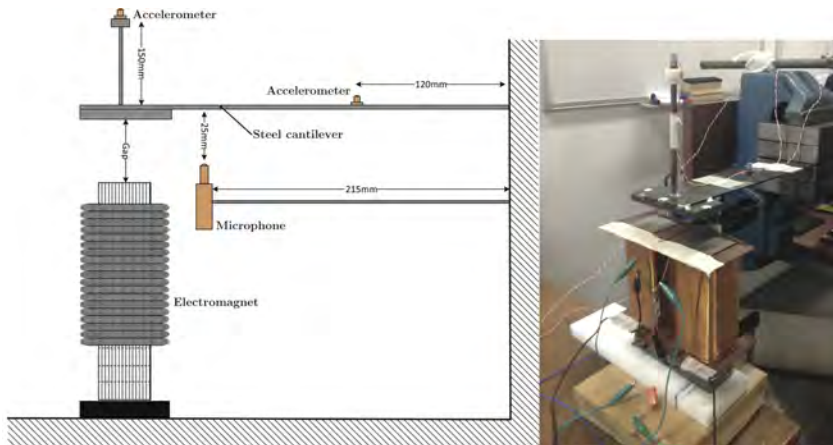 Accelerometer
150mm
Accelerometer
120mm
Steel cantilever
Gap
25mm
215mm
Microphone
Electromagnet